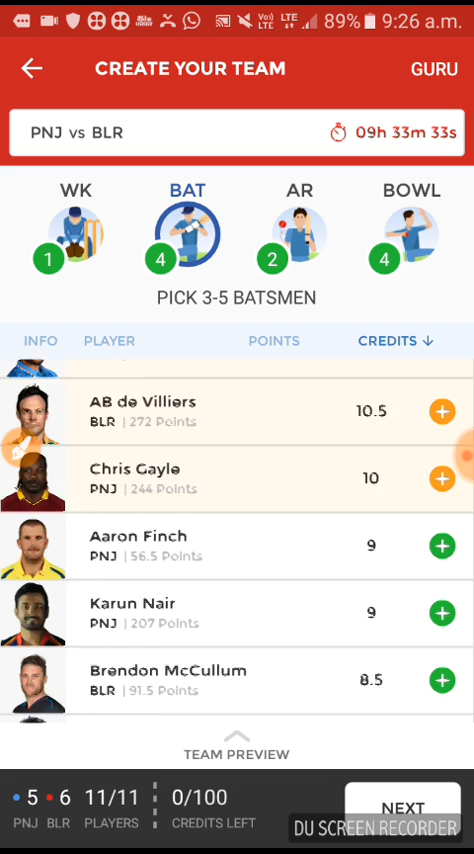 Vo)) LTE LTE 89% 9:26 a.m.
CREATE YOUR TEAM GURU
PNJ vs BLR 09h 33m 33s
WK BAT AR BOWL
1 4 2 4
PICK 3-5 BATSMEN
INFO PLAYER POINTS CREDITS ↓
AB de Villiers
BLR | 272 Points
10.5 +
Chris Gayle
PNJ | 244 Points
10 +
Aaron Finch
PNJ | 56.5 Points
9 +
Karun Nair
PNJ | 207 Points
9 +
Brendon McCullum
BLR | 91.5 Points
8.5 +
TEAM PREVIEW
5 6 11/11 0/100 NEXT
PNJ BLR PLAYERS CREDITS LEFT
DU SCREEN RECORDER